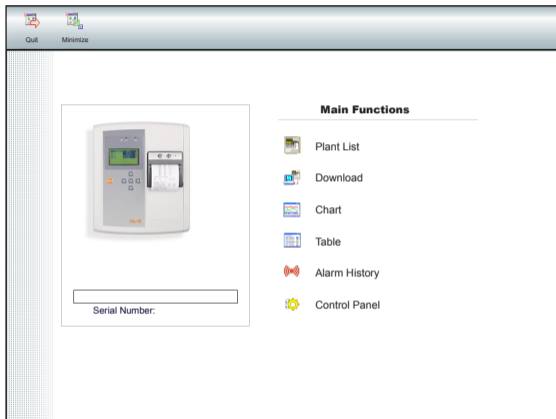 Quit
Minimize
Main Functions
Plant List
Download
Chart
Table
Alarm History
Control Panel
Serial Number: